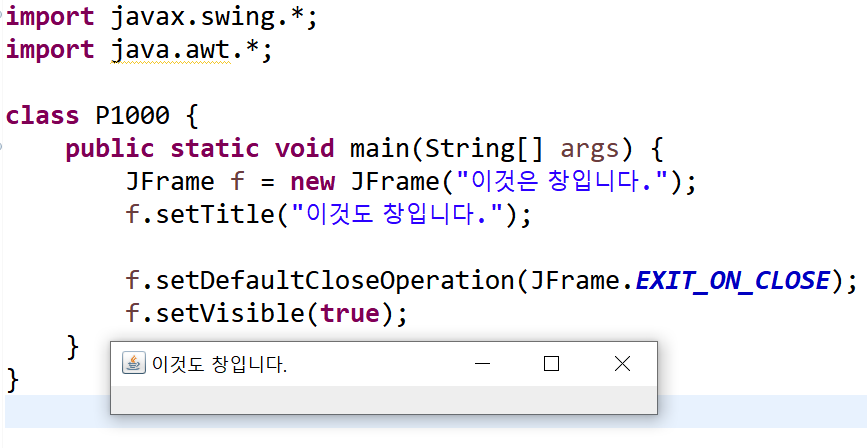 import javax.swing.*;
import java.awt.*;
class P1000 {
public static void main(String[] args) {
JFrame f = new JFrame("이것은 창입니다.");
f.setTitle("이것도 창입니다.");
f.setDefaultCloseOperation(JFrame.EXIT_ON_CLOSE);
f.setVisible(true);
}
이것도 창입니다.
}